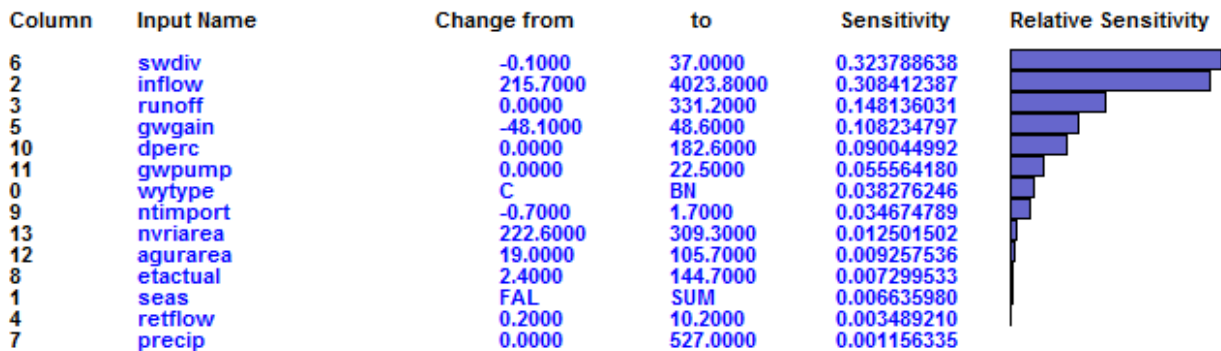 Column Input Name Change from to Sensitivity Relative Sensitivity
6 swdiv -0.1000 37.0000 0.323788638
2 inflow 215.7000 4023.8000 0.308412387
3 runoff 0.0000 331.2000 0.148136031
5 gwgain -48.1000 48.6000 0.108234797
10 dperc 0.0000 182.6000 0.090044992
11 gwpump 0.0000 22.5000 0.055564180
0 wytype C BN 0.038276246
9 ntimport -0.7000 1.7000 0.034674789
13 nvriarea 222.6000 309.3000 0.012501502
12 agurarea 19.0000 105.7000 0.009257536
8 etactual 2.4000 144.7000 0.007299533
1 seas FAL SUM 0.006635980
4 retflow 0.2000 10.2000 0.003489210
7 precip 0.0000 527.0000 0.001156335